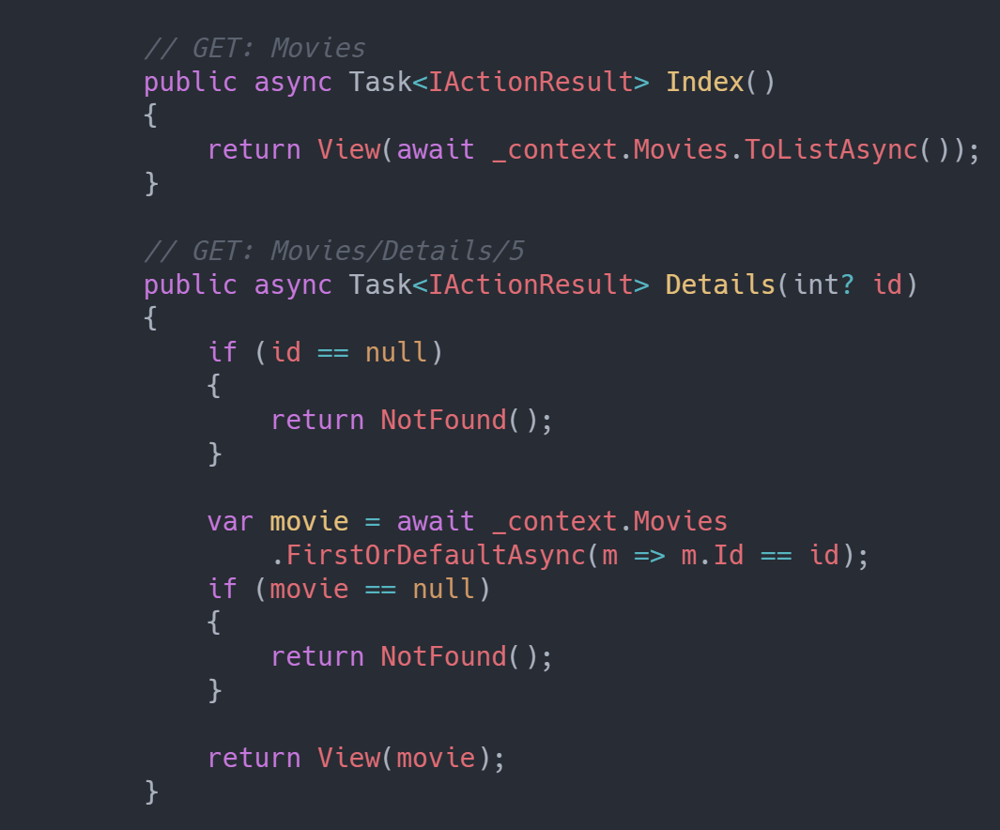 // GET: Movies
public async Task<IActionResult> Index()
{
    return View(await _context.Movies.ToListAsync());
}

// GET: Movies/Details/5
public async Task<IActionResult> Details(int? id)
{
    if (id == null)
    {
        return NotFound();
    }

    var movie = await _context.Movies
        .FirstOrDefaultAsync(m => m.Id == id);
    if (movie == null)
    {
        return NotFound();
    }

    return View(movie);
}